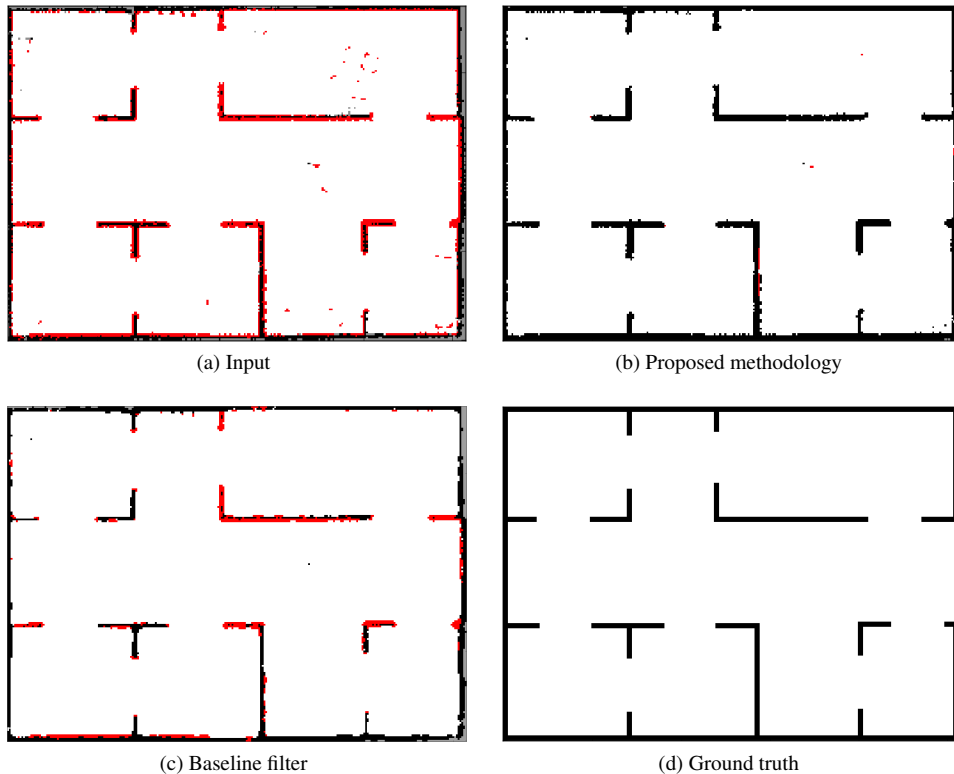 (a) Input
(b) Proposed methodology
(c) Baseline filter
(d) Ground truth